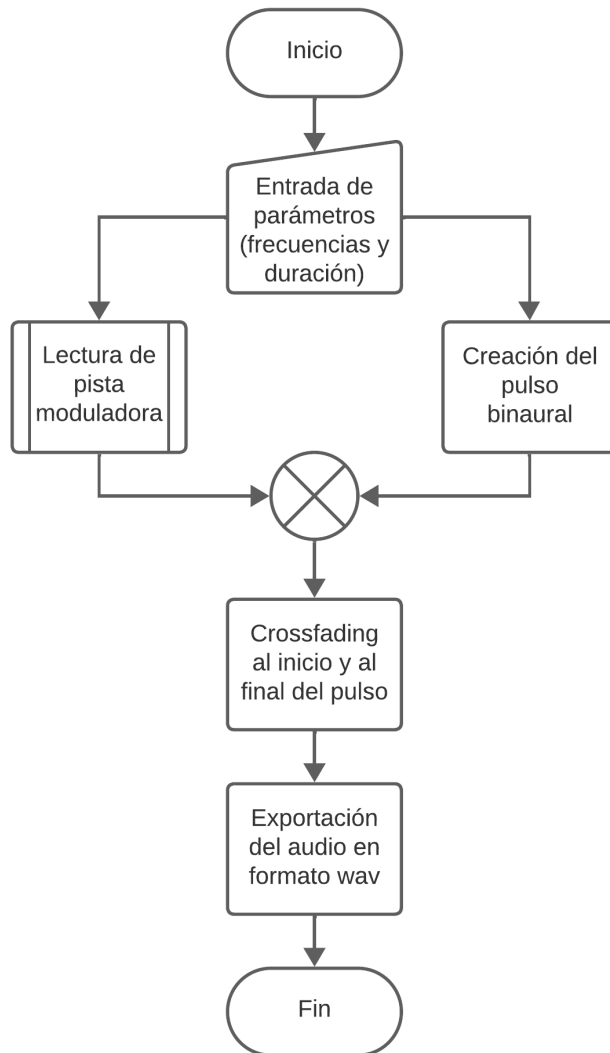 Inicio
Entrada de
parámetros
(frecuencias y
duración)
Lectura de
pista
moduladora
Creación del
pulso
binaural
Crossfading
al inicio y al
final del pulso
Exportación
del audio en
formato wav
Fin